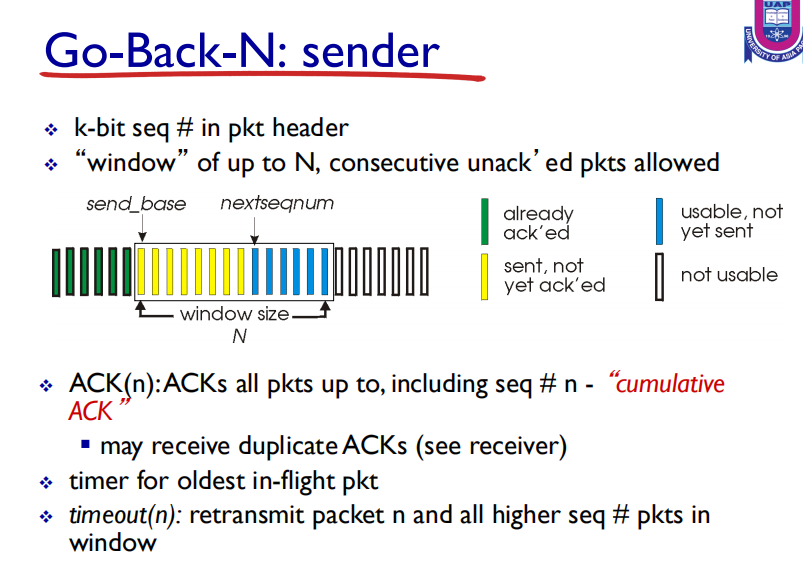 Go-Back-N: sender
UAP
UNIVERSITY OF ASIA PA
k-bit seq # in pkt header
“window” of up to N, consecutive unack’ed pkts allowed
send_base nextseqnum
already
ack’ed
usable, not
yet sent
sent, not
yet ack’ed
not usable
window size
N
ACK(n): ACKs all pkts up to, including seq # n - “cumulative
ACK”
may receive duplicate ACKs (see receiver)
timer for oldest in-flight pkt
timeout(n): retransmit packet n and all higher seq # pkts in
window